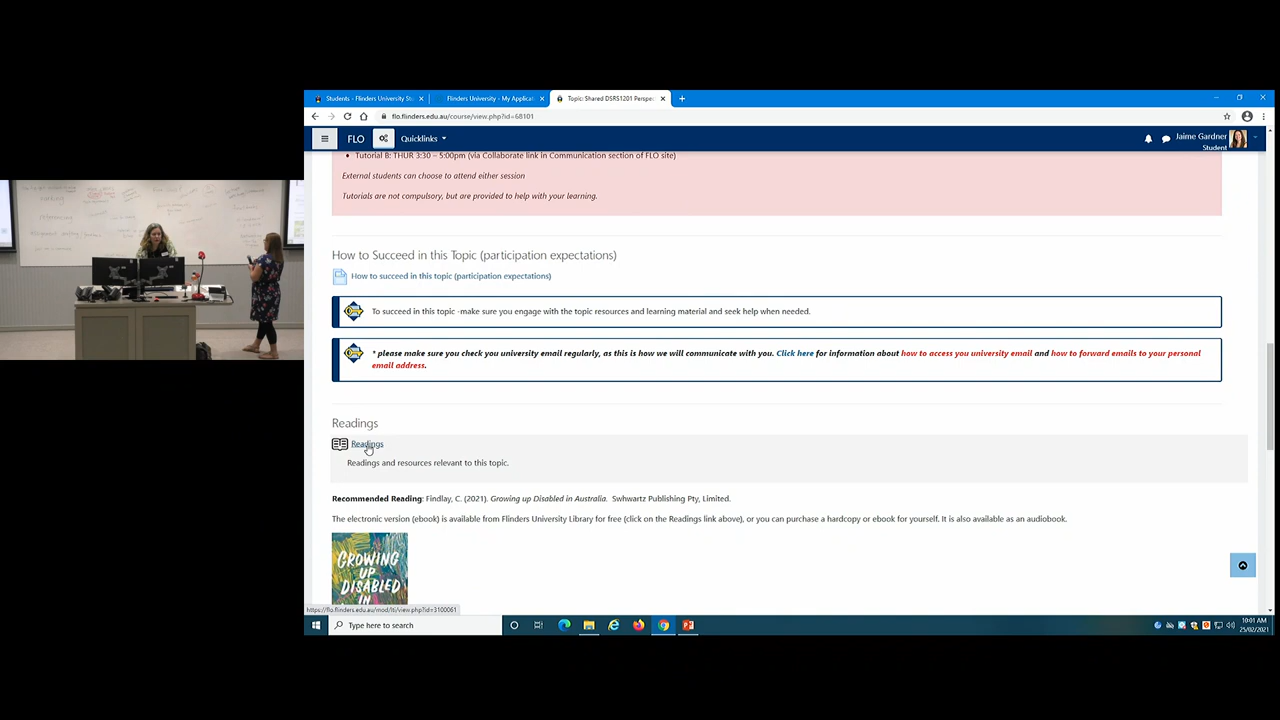 Students - Flinders University Stu
Flinders University - My Applicat
Topic: Shared DSRS1201 Perspe
flo.flinders.edu.au/course/view.php?id=68101
FLO
Quicklinks
Jaime Gardner
Student
Tutorial B: THUR 3:30 – 5:00pm (via Collaborate link in Communication section of FLO site)
External students can choose to attend either session
Tutorials are not compulsory, but are provided to help with your learning.
How to Succeed in this Topic (participation expectations)
How to succeed in this topic (participation expectations)
To succeed in this topic -make sure you engage with the topic resources and learning material and seek help when needed.
* please make sure you check you university email regularly, as this is how we will communicate with you. Click here for information about how to access you university email and how to forward emails to your personal
email address.
Readings
Readings
Readings and resources relevant to this topic.
Recommended Reading: Findlay, C. (2021). Growing up Disabled in Australia. Swhwartz Publishing Pty, Limited.
The electronic version (ebook) is available from Flinders University Library for free (click on the Readings link above), or you can purchase a hardcopy or ebook for yourself. It is also available as an audiobook.
GROWING
UP
DISABLED
IN
https://flo.flinders.edu.au/mod/lti/view.php?id=3100061
Type here to search
10:01 AM
25/02/2021